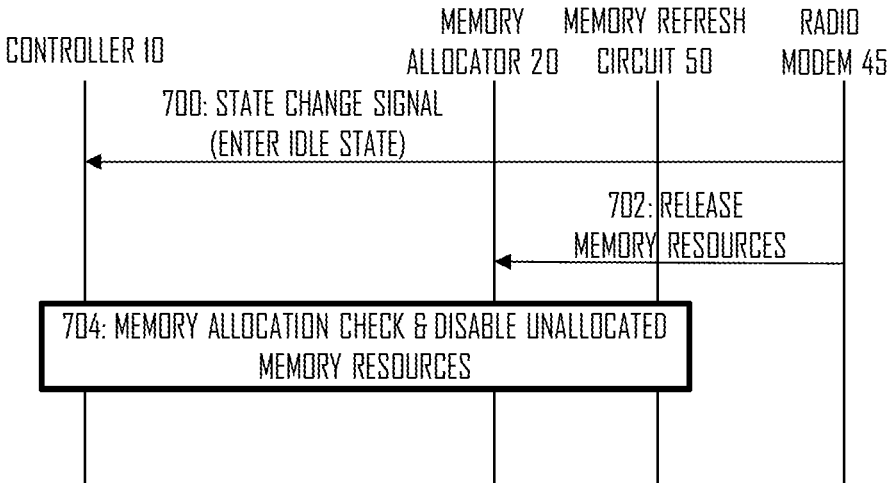 CONTROLLER 10
MEMORY
ALLOCATOR 20
MEMORY REFRESH
CIRCUIT 50
RADIO
MODEM 45
700: STATE CHANGE SIGNAL
(ENTER IDLE STATE)
702: RELEASE
MEMORY RESOURCES
704: MEMORY ALLOCATION CHECK & DISABLE UNALLOCATED
MEMORY RESOURCES